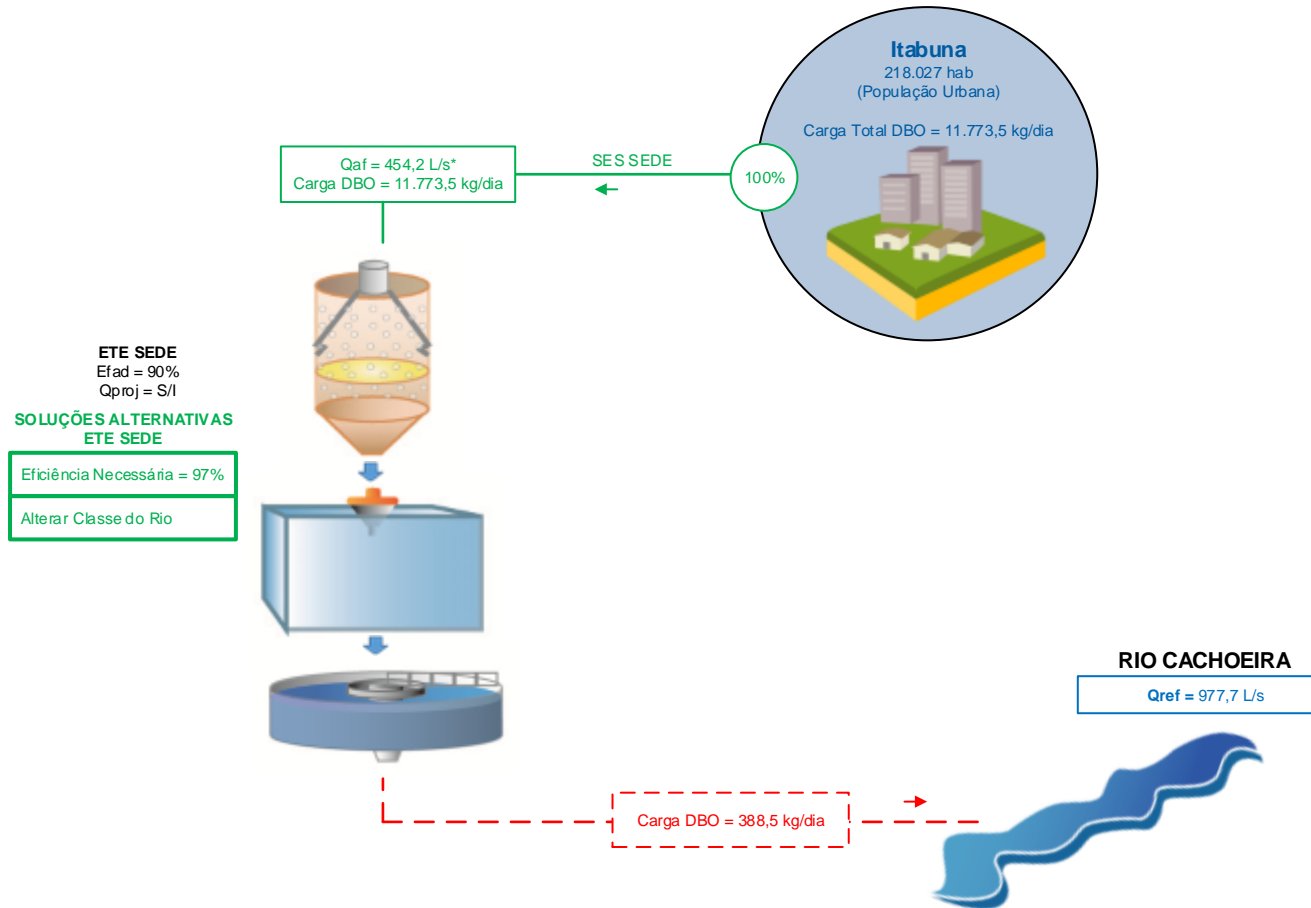 Itabuna
218.027 hab
(População Urbana)
Carga Total DBO = 11.773,5 kg/dia
100%
SES SEDE
Qaf = 454,2 L/s*
Carga DBO = 11.773,5 kg/dia
ETE SEDE
Efad = 90%
Qproj = S/I
SOLUÇÕES ALTERNATIVAS
ETE SEDE
Eficiência Necessária = 97%
Alterar Classe do Rio
RIO CACHOEIRA
Qref = 977,7 L/s
Carga DBO = 388,5 kg/dia